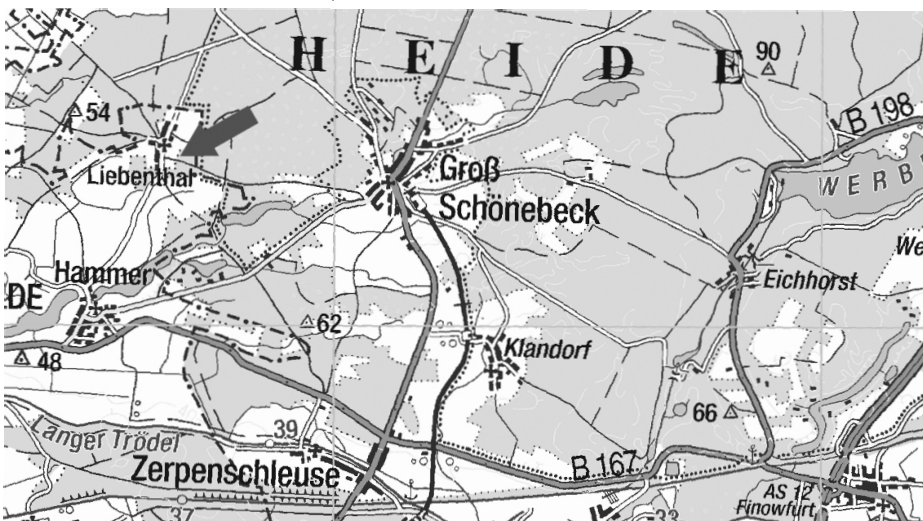 H E I D E
90
54
B 198
Liebenthal
Groß
Schönebeck
WERB
We
Hammer
Eichhorst
DE
62
Klandorf
48
66
Langer Trödel
39
Zerpenschleuse
B 167
AS 12
Finowfurt
37
33